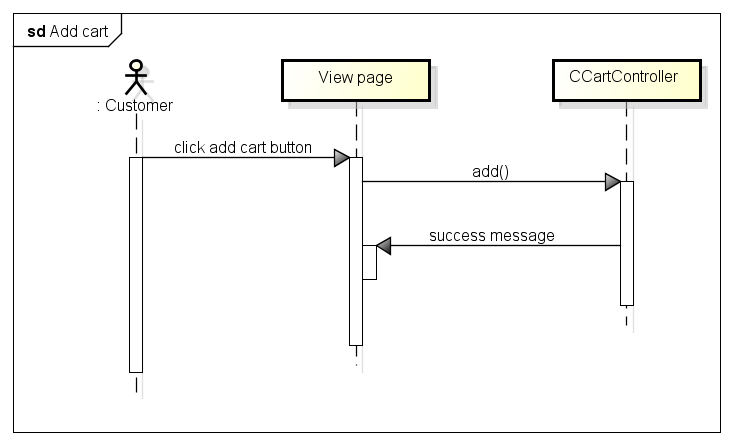 sd Add cart
: Customer
View page
CCartController
click add cart button
add()
success message